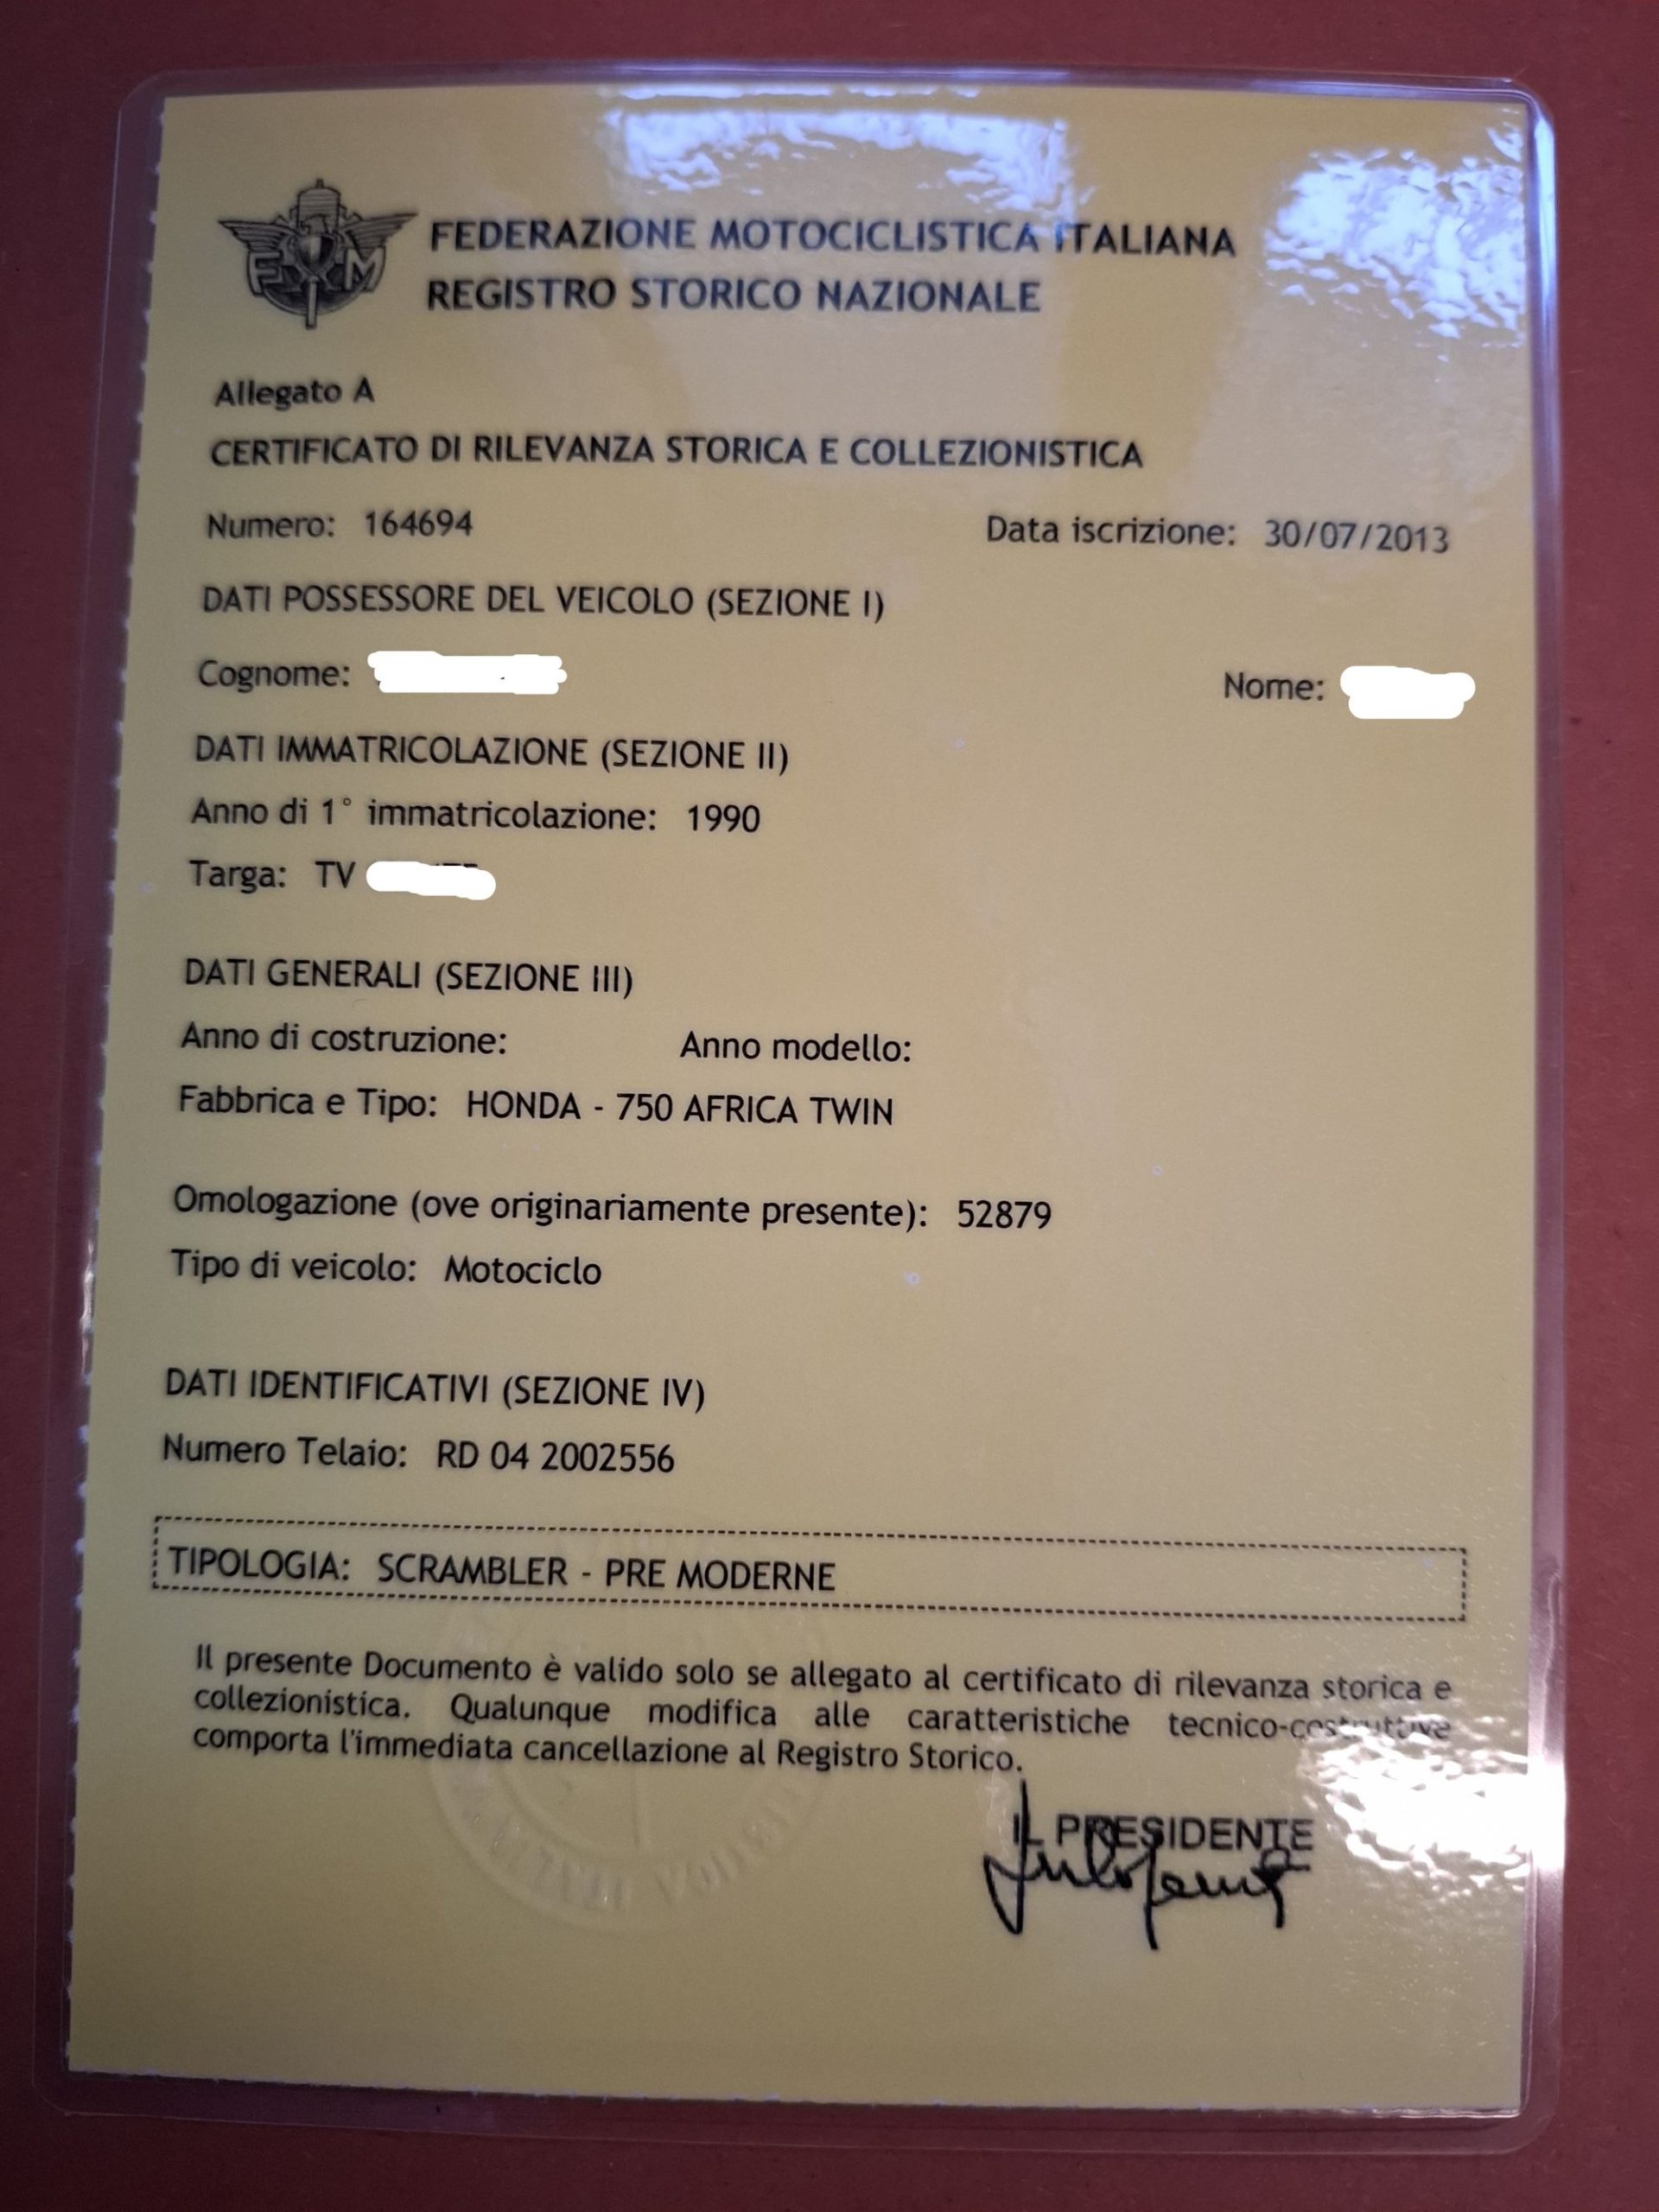 FEDERAZIONE MOTOCICLISTICA ITALIANA
REGISTRO STORICO NAZIONALE
FM
Allegato A
CERTIFICATO DI RILEVANZA STORICA E COLLEZIONISTICA
Numero: 164694 Data iscrizione: 30/07/2013
DATI POSSESSORE DEL VEICOLO (SEZIONE I)
Cognome: Nome:
DATI IMMATRICOLAZIONE (SEZIONE II)
Anno di 1° immatricolazione: 1990
Targa: TV
DATI GENERALI (SEZIONE III)
Anno di costruzione: Anno modello:
Fabbrica e Tipo: HONDA - 750 AFRICA TWIN
Omologazione (ove originariamente presente): 52879
Tipo di veicolo: Motociclo
DATI IDENTIFICATIVI (SEZIONE IV)
Numero Telaio: RD 04 2002556
TIPOLOGIA: SCRAMBLER - PRE MODERNE
Il presente Documento è valido solo se allegato al certificato di rilevanza storica e
collezionistica. Qualunque modifica alle caratteristiche tecnico-costruttive
comporta l'immediata cancellazione al Registro Storico.
IL PRESIDENTE